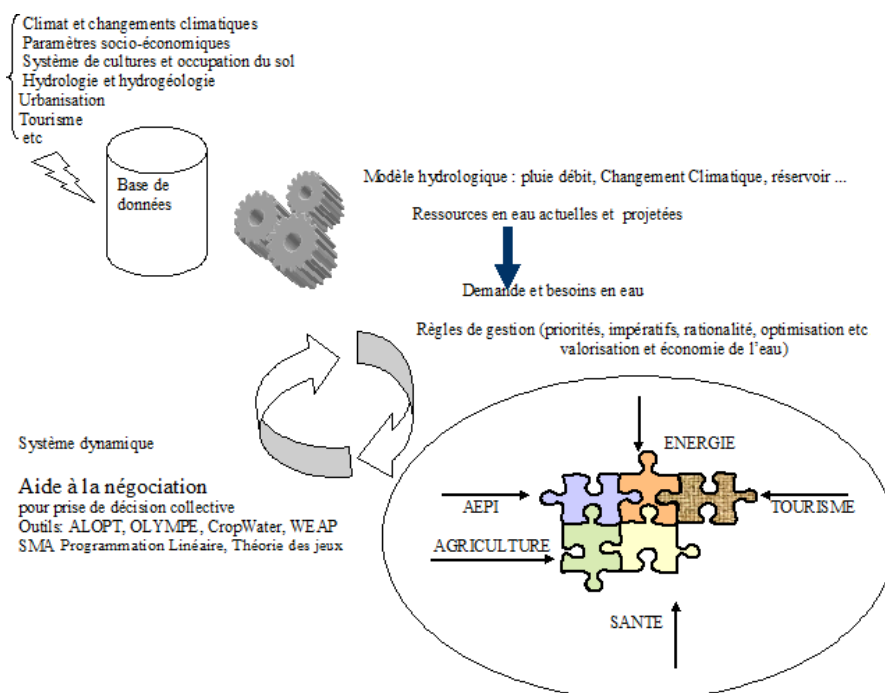 Climat et changements climatiques
Paramètres socio-économiques
Système de cultures et occupation du sol
Hydrologie et hydrogéologie
Urbanisation
Tourisme
etc
Base de
données
Modèle hydrologique : pluie débit, Changement Climatique, réservoir ...
Ressources en eau actuelles et projetées
Demande et besoins en eau
Règles de gestion (priorités, impératifs, rationalité, optimisation etc
valorisation et économie de l'eau)
Système dynamique
Aide à la négociation
pour prise de décision collective
Outils: ALOPT, OLYMPE, CropWater, WEAP
SMA Programmation Linéaire, Théorie des jeux
ENERGIE
AEPI
TOURISME
AGRICULTURE
SANTE